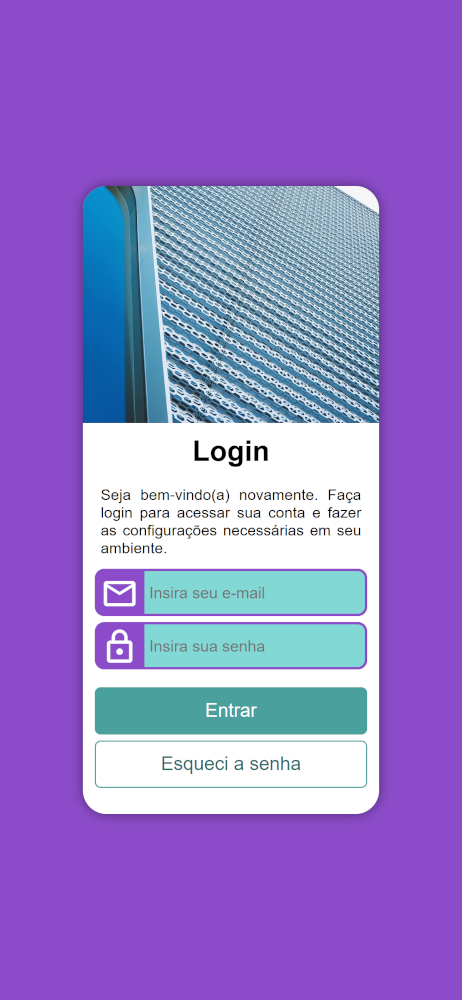 Login
Seja bem-vindo(a) novamente. Faça
login para acessar sua conta e fazer
as configurações necessárias em seu
ambiente.
Insira seu e-mail
Insira sua senha
Entrar
Esqueci a senha